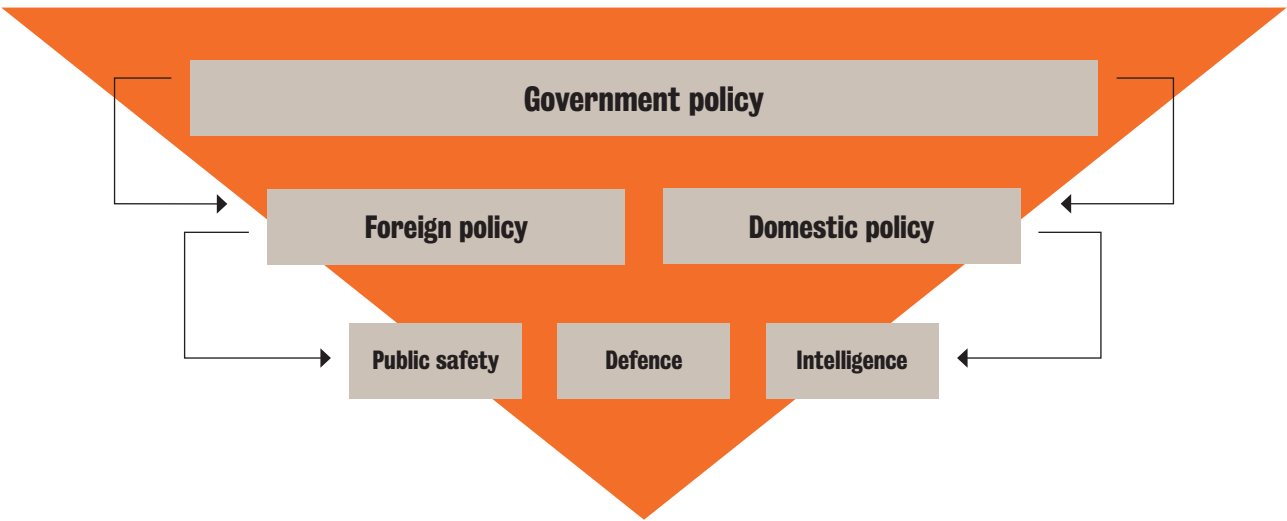 Government policy
Foreign policy
Domestic policy
Public safety
Defence
Intelligence